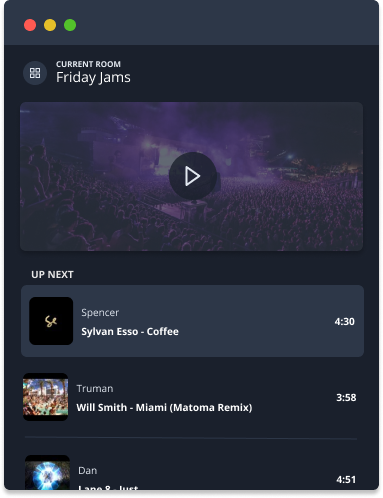 CURRENT ROOM
Friday Jams
UP NEXT
Spencer
Sylvan Esso - Coffee
4:30
Truman
Will Smith - Miami (Matoma Remix)
3:58
Dan
Lane 8 - Just
4:51